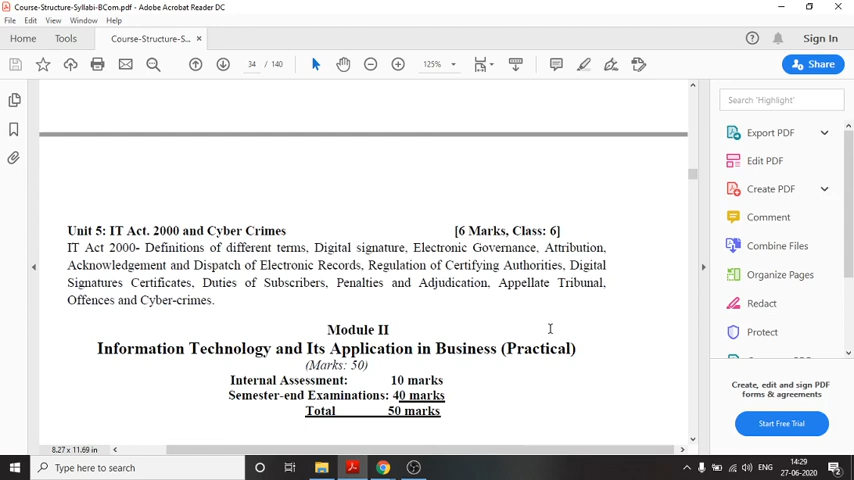 Course-Structure-Syllabi-BCom.pdf - Adobe Acrobat Reader DC
File Edit View Window Help
Home Tools Course-Structure-S... × Sign In
34 / 140 125% Share
Search 'Highlight'
Export PDF
Edit PDF
Create PDF
Comment
Combine Files
Organize Pages
Redact
Protect
Unit 5: IT Act. 2000 and Cyber Crimes [6 Marks, Class: 6]
IT Act 2000- Definitions of different terms, Digital signature, Electronic Governance, Attribution,
Acknowledgement and Dispatch of Electronic Records, Regulation of Certifying Authorities, Digital
Signatures Certificates, Duties of Subscribers, Penalties and Adjudication, Appellate Tribunal,
Offences and Cyber-crimes.
Module II
Information Technology and Its Application in Business (Practical)
(Marks: 50)
Internal Assessment: 10 marks
Semester-end Examinations: 40 marks
Total 50 marks
Create, edit and sign PDF
forms & agreements
Start Free Trial
8.27 x 11.69 in
Type here to search
ENG
14:29
27-06-2020
2